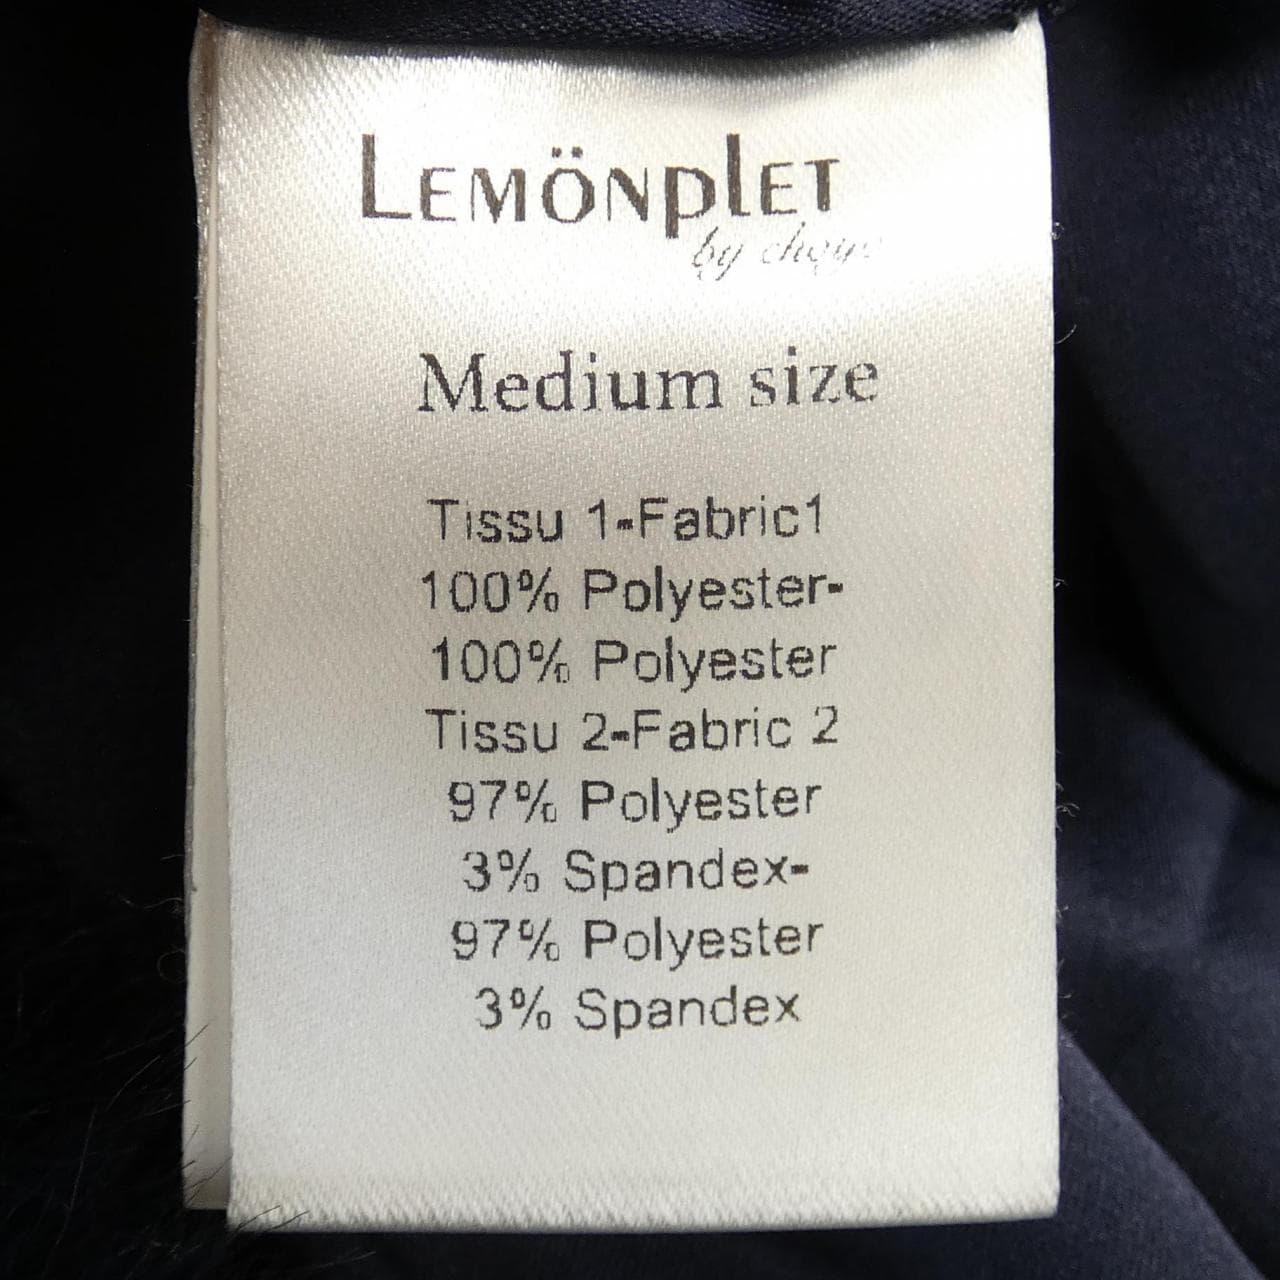 LEMÖNplET
by
Medium size
Tissu 1-Fabric1
100% Polyester-
100% Polyester
Tissu 2-Fabric 2
97% Polyester
3% Spandex-
97% Polyester
3% Spandex